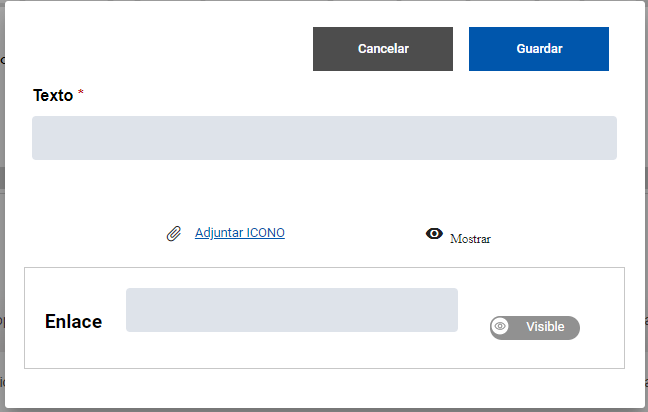 Cancelar
Guardar
Texto *
Adjuntar ICONO
Mostrar
Enlace
Visible